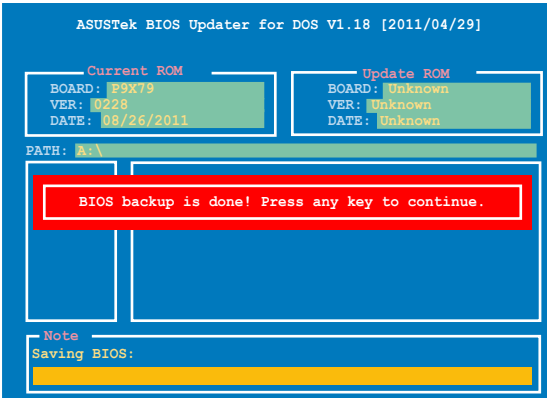 ASUSTek BIOS Updater for DOS V1.18 [2011/04/29]
Current ROM
BOARD: P9X79
VER: 0228
DATE: 08/26/2011
Update ROM
BOARD: Unknown
VER: Unknown
DATE: Unknown
PATH: A:\
BIOS backup is done! Press any key to continue.
Note
Saving BIOS: